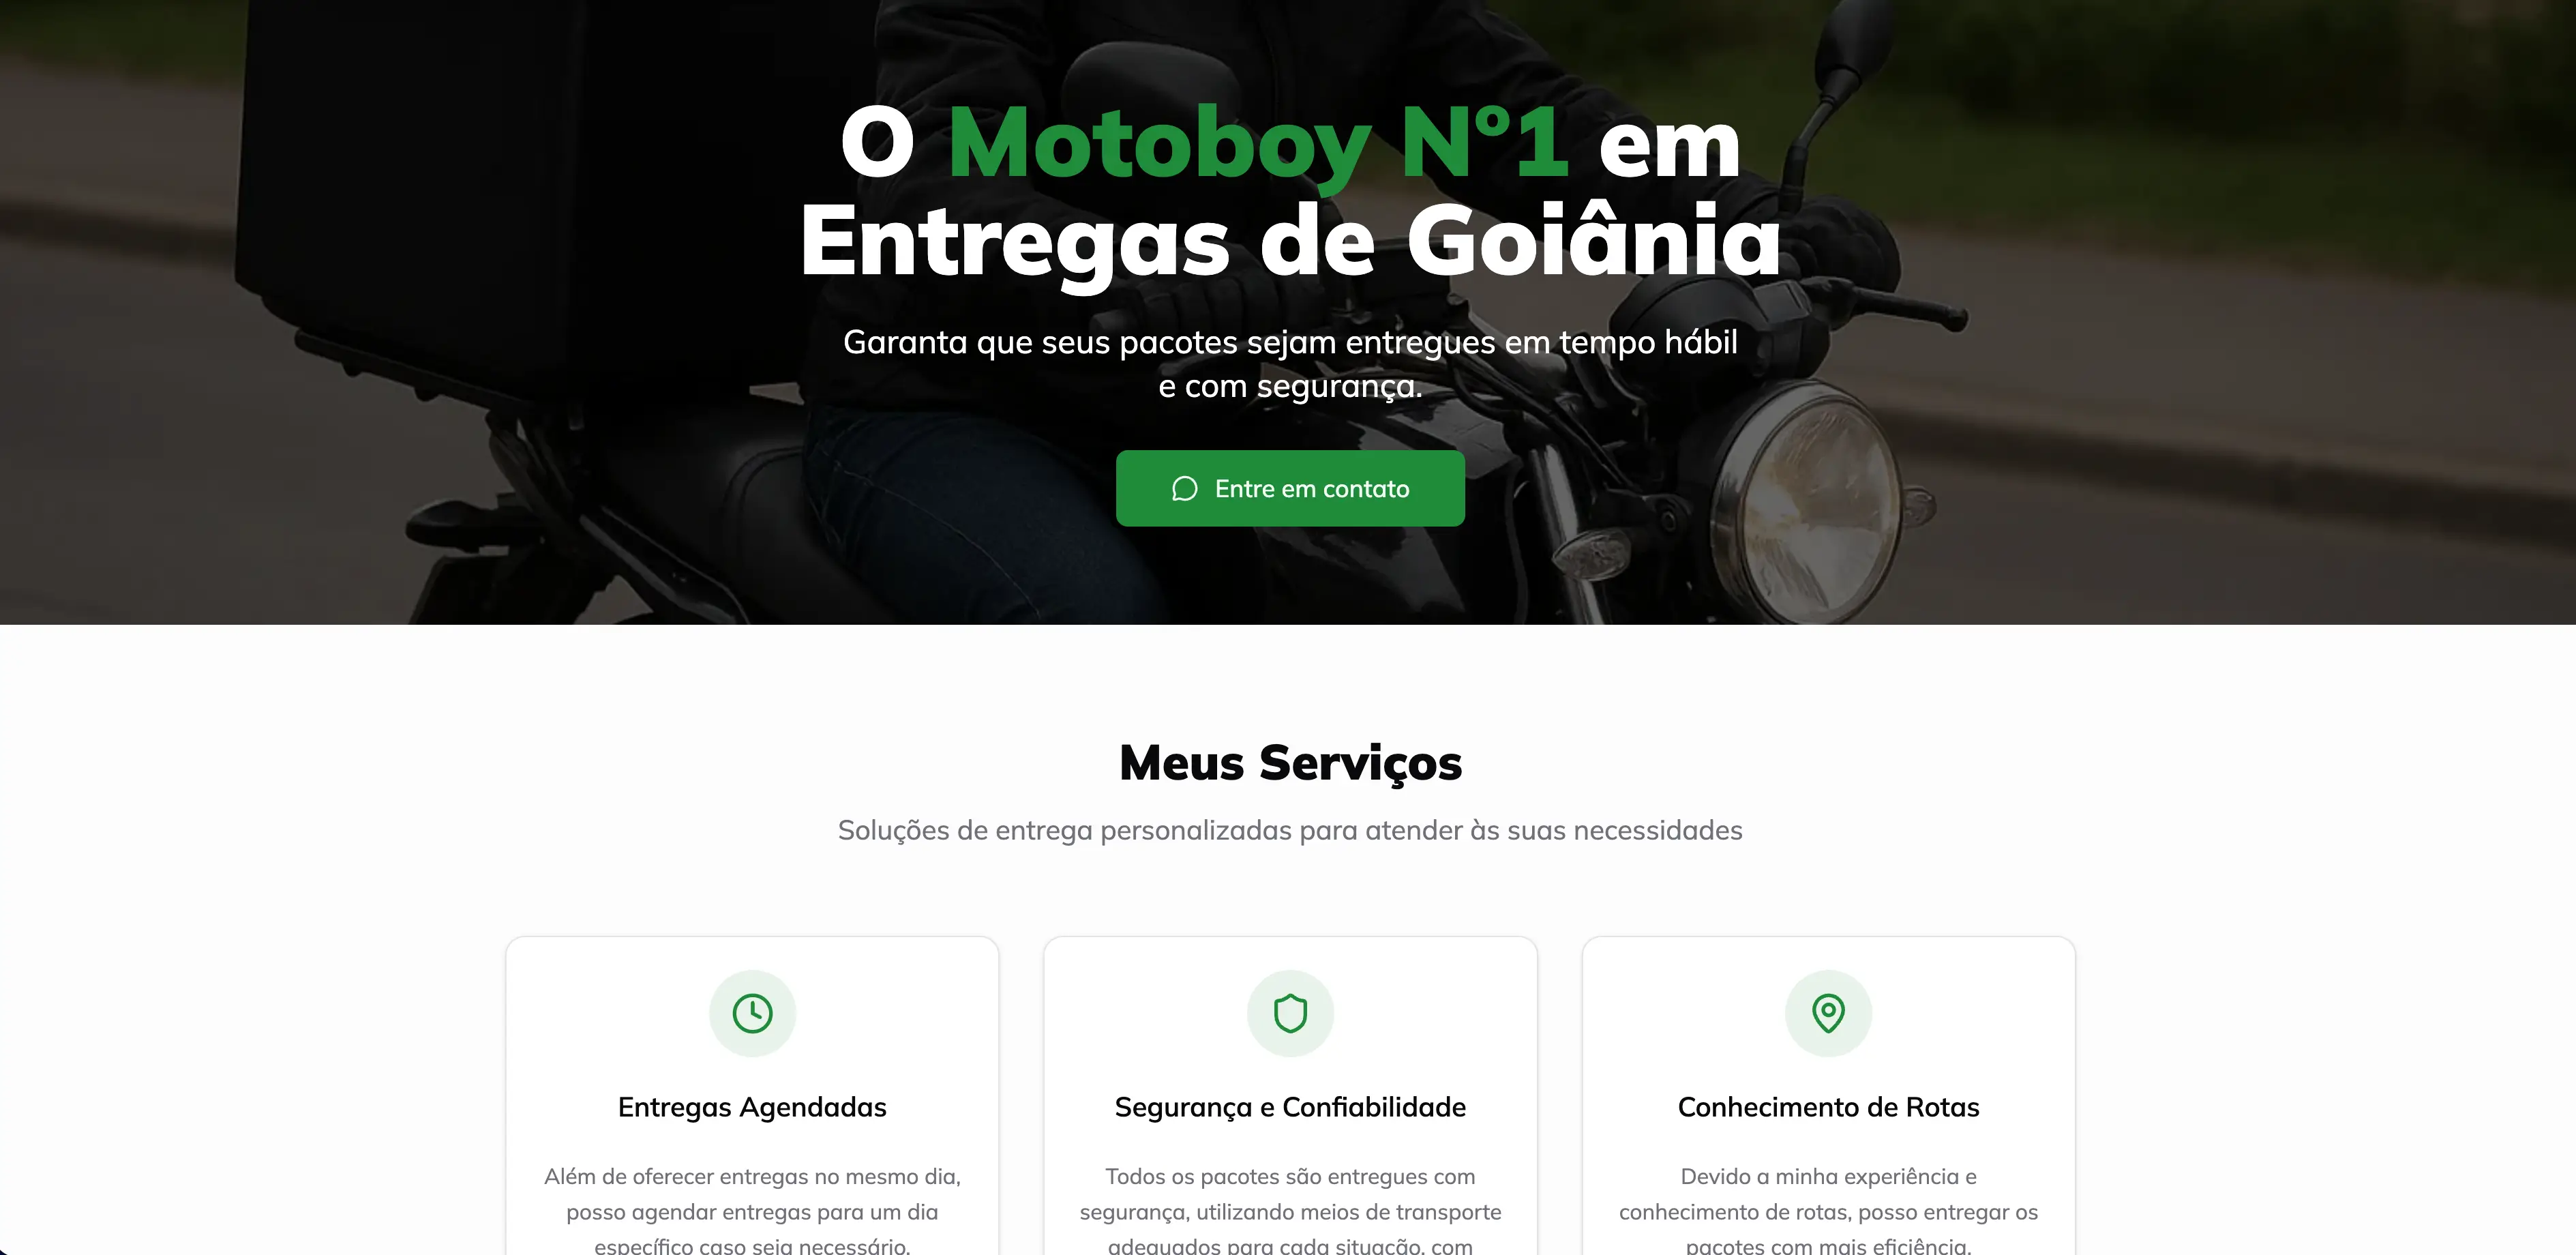 O Motoboy Nº1 em
Entregas de Goiânia
Garanta que seus pacotes sejam entregues em tempo hábil
e com segurança.
Entre em contato
Meus Serviços
Soluções de entrega personalizadas para atender às suas necessidades
Entregas Agendadas
Além de oferecer entregas no mesmo dia,
posso agendar entregas para um dia
específico caso seja necessário.
Segurança e Confiabilidade
Todos os pacotes são entregues com
segurança, utilizando meios de transporte
adequados para cada situação, com
Conhecimento de Rotas
Devido a minha experiência e
conhecimento de rotas, posso entregar os
pacotes com mais eficiência.